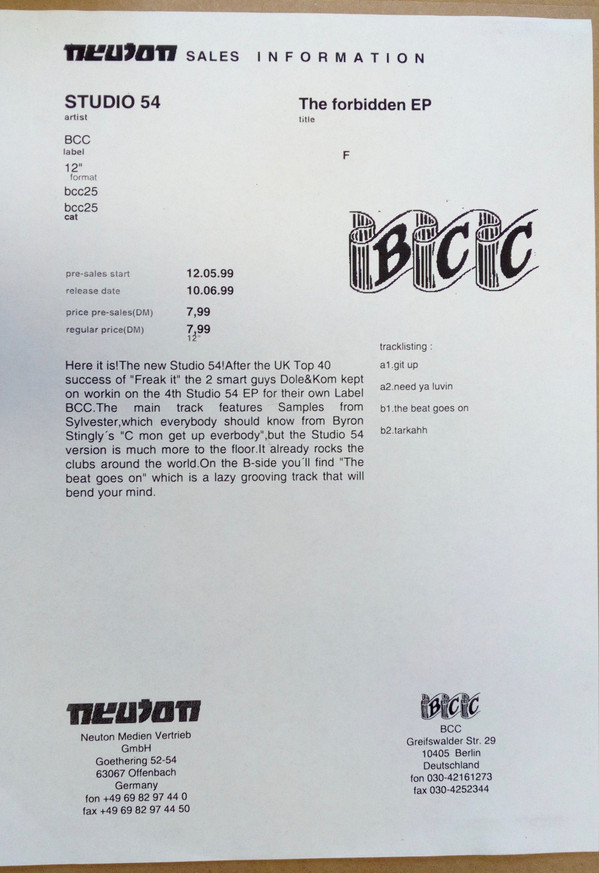 neuton SALES INFORMATION
STUDIO 54
artist
The forbidden EP
title
BCC
label
F
12"
format
bcc25
bcc25
cat
BCC
pre-sales start 12.05.99
release date 10.06.99
price pre-sales(DM) 7,99
regular price(DM) 7,99
12"
Here it is!The new Studio 54!After the UK Top 40
success of "Freak it" the 2 smart guys Dole&Kom kept
on workin on the 4th Studio 54 EP for their own Label
BCC.The main track features Samples from
Sylvester,which everybody should know from Byron
Stingly´s "C mon get up everbody",but the Studio 54
version is much more to the floor.It already rocks the
clubs around the world.On the B-side you´ll find "The
beat goes on" which is a lazy grooving track that will
bend your mind.
tracklisting :
a1.git up
a2.need ya luvin
b1.the beat goes on
b2.tarkahh
neuton
Neuton Medien Vertrieb
GmbH
Goethering 52-54
63067 Offenbach
Germany
fon +49 69 82 97 44 0
fax +49 69 82 97 44 50
BCC
BCC
Greifswalder Str. 29
10405 Berlin
Deutschland
fon 030-42161273
fax 030-4252344